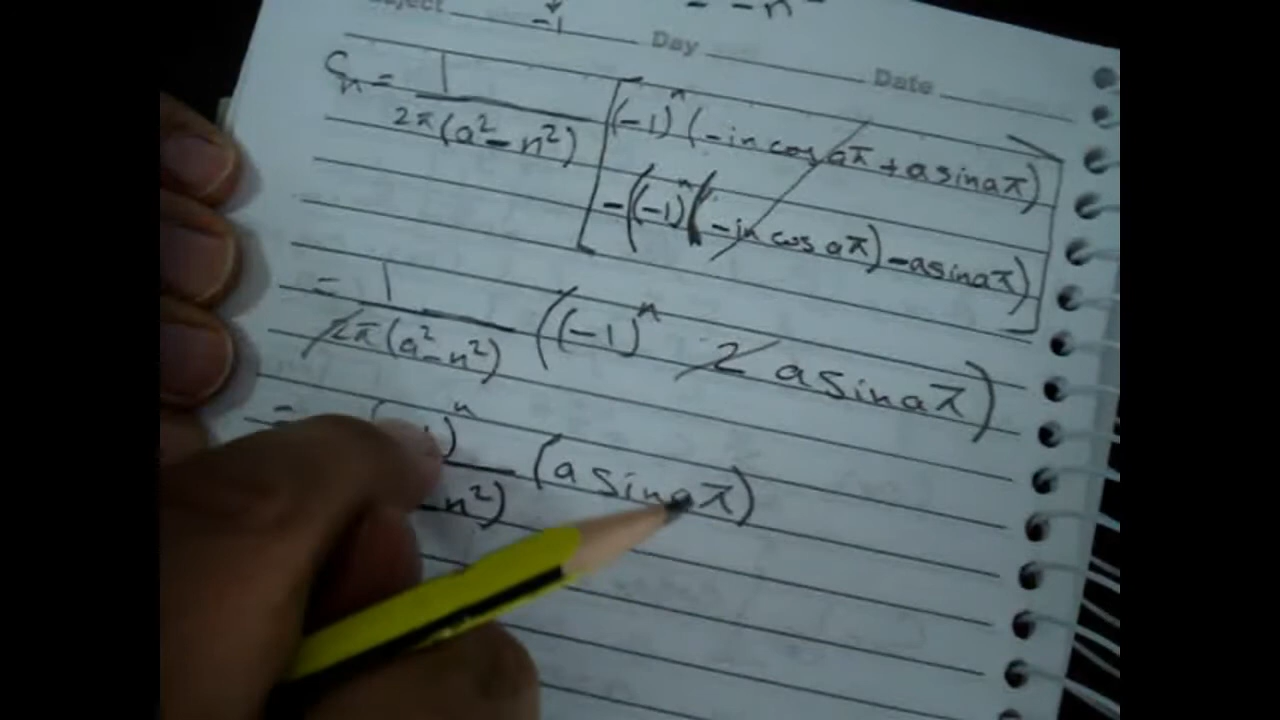 = -n
-1 Day Date
Cn = 1 / 2π(a² - n²) [(-1)ⁿ (-in cos aπ + a sin aπ)
-((-1)ⁿ (-in cos aπ) - a sin aπ)]
= 1 / 2π(a² - n²) ((-1)ⁿ 2 a sin aπ)
= )ⁿ / - n²) (a sin aπ)